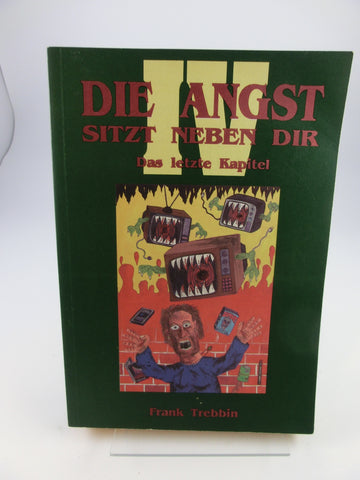 IV
DIE ANGST
SITZT NEBEN DIR
Das letzte Kapitel
Frank Trebbin